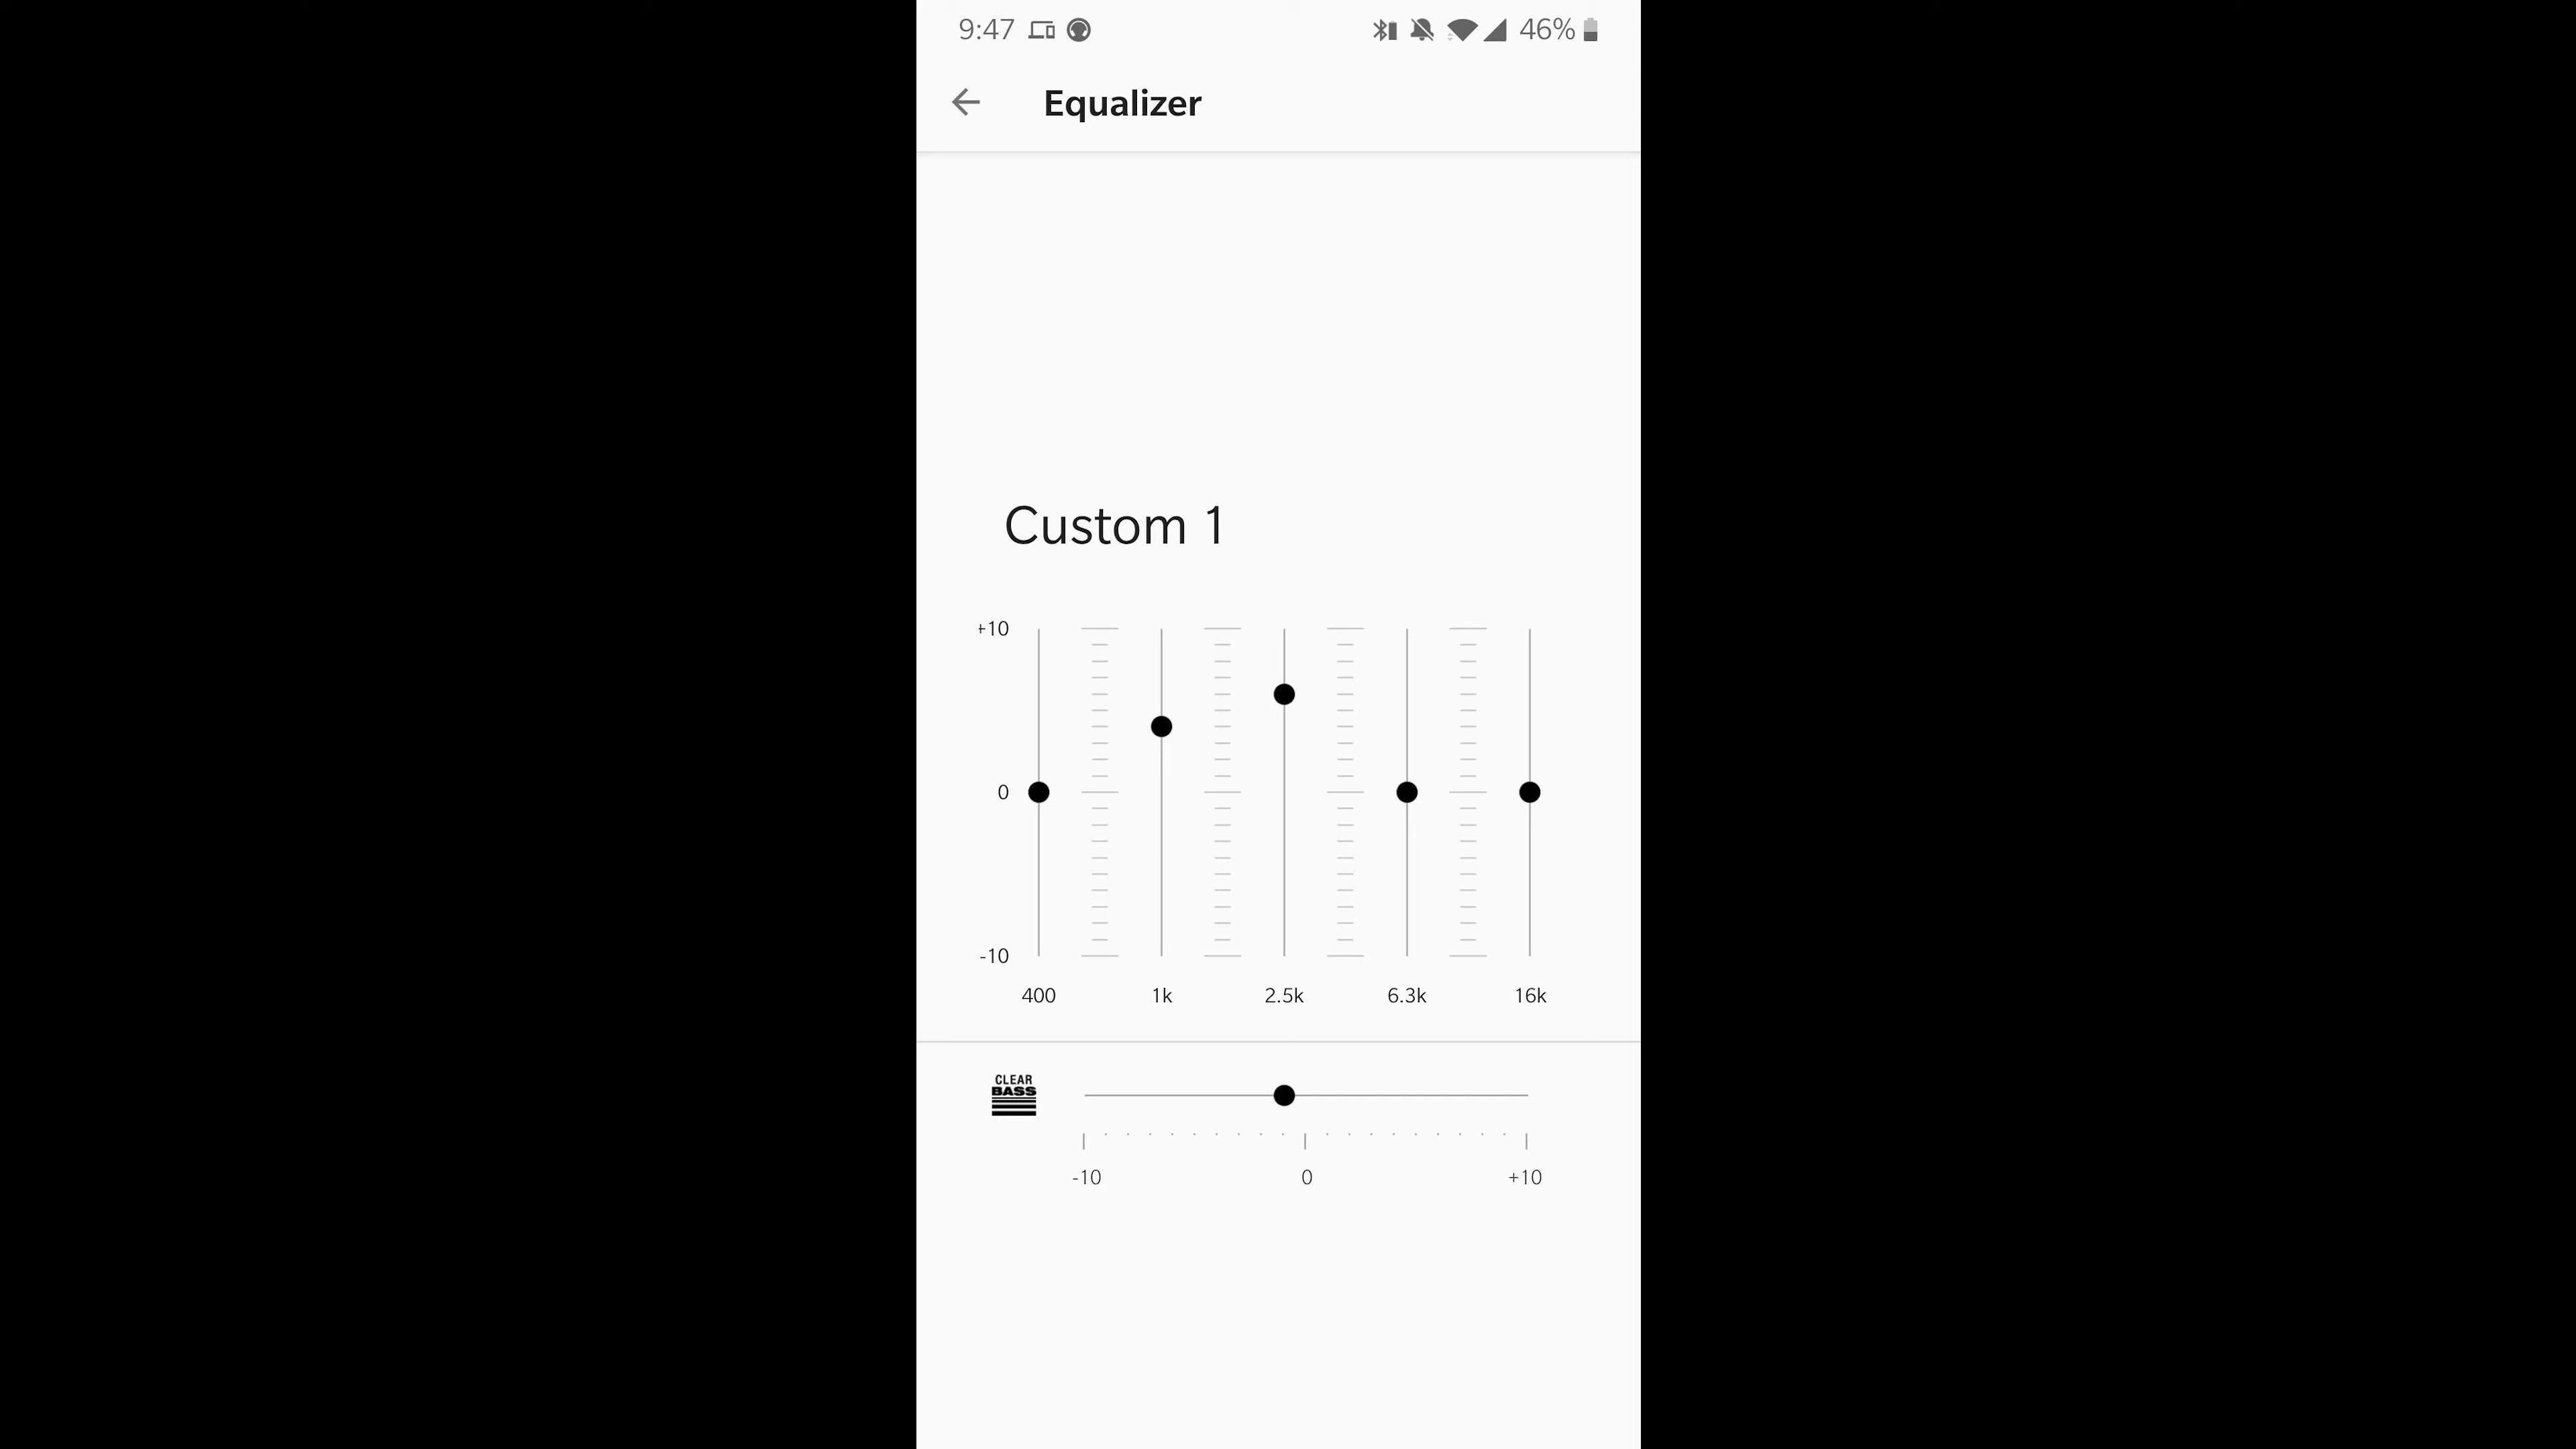 9:47 46%
Equalizer
Custom 1
+10
0
-10
400 1k 2.5k 6.3k 16k
CLEAR
BASS
-10 0 +10